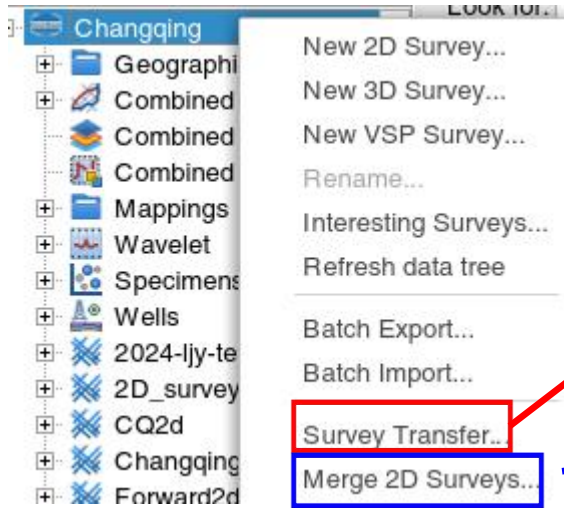 Look for:
Changqing
Geographi
Combined
Combined
Combined
Mappings
Wavelet
Specimens
Wells
2024-ljy-te
2D_survey
CQ2d
Changqing
Forward2d
New 2D Survey...
New 3D Survey...
New VSP Survey...
Rename...
Interesting Surveys...
Refresh data tree
Batch Export...
Batch Import...
Survey Transfer...
Merge 2D Surveys...